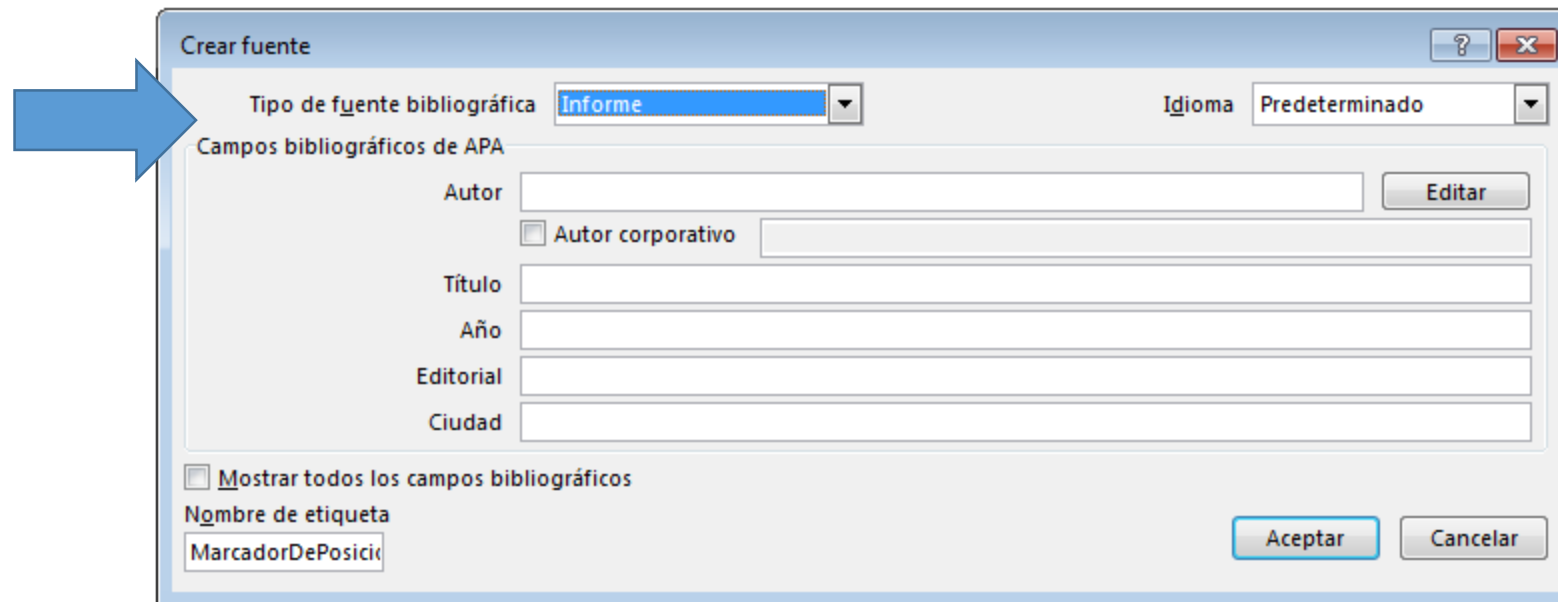 Crear fuente
Tipo de fuente bibliográfica Informe Idioma Predeterminado
Campos bibliográficos de APA
Autor Editar
Autor corporativo
Título
Año
Editorial
Ciudad
Mostrar todos los campos bibliográficos
Nombre de etiqueta
MarcadorDePosici
Aceptar Cancelar